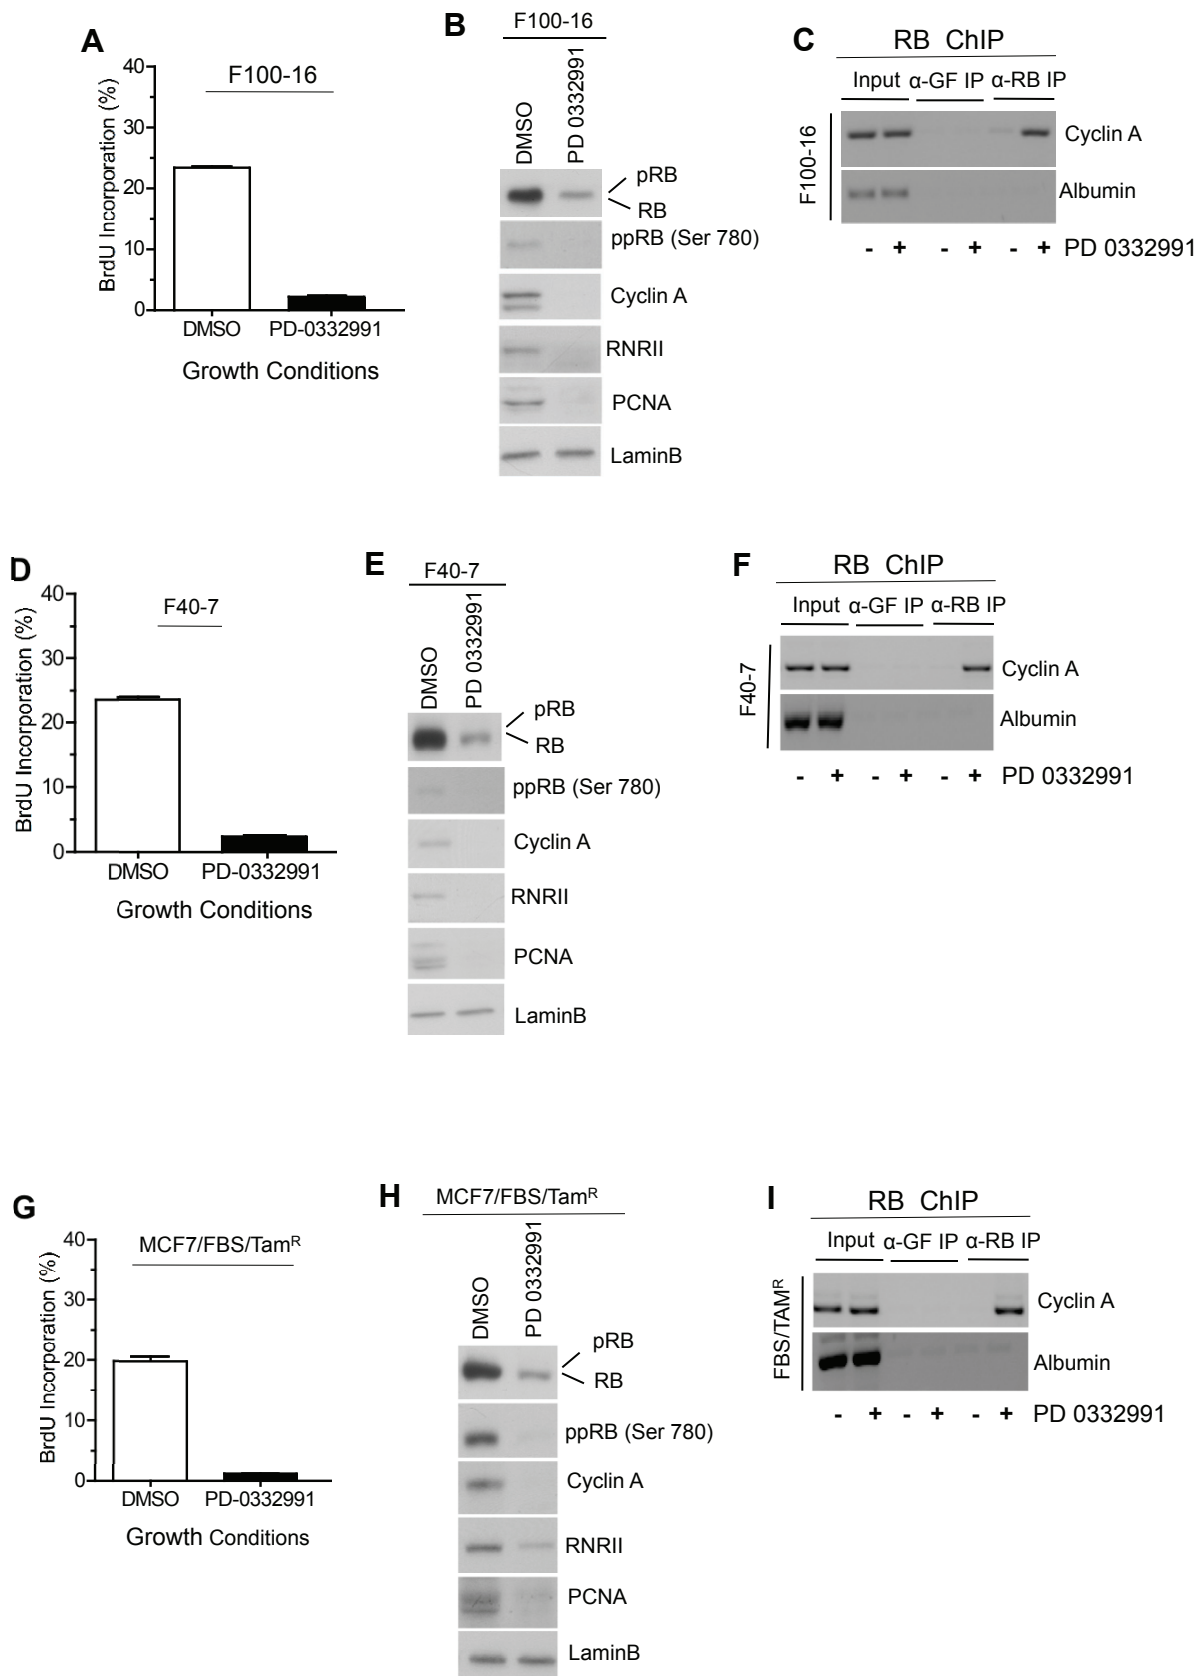 A
F100-16
BrdU Incorporation (%)
40
30
20
10
0
DMSO PD-0332991
Growth Conditions
B
F100-16
DMSO
PD 0332991
pRB
RB
ppRB (Ser 780)
Cyclin A
RNRII
PCNA
LaminB
C
RB ChIP
Input α-GF IP α-RB IP
F100-16
Cyclin A
Albumin
- + - + - + PD 0332991
D
F40-7
BrdU Incorporation (%)
40
30
20
10
0
DMSO PD-0332991
Growth Conditions
E
F40-7
DMSO
PD 0332991
pRB
RB
ppRB (Ser 780)
Cyclin A
RNRII
PCNA
LaminB
F
RB ChIP
Input α-GF IP α-RB IP
F40-7
Cyclin A
Albumin
- + - + - + PD 0332991
G
MCF7/FBS/Tamᴿ
BrdU Incorporation (%)
40
30
20
10
0
DMSO PD-0332991
Growth Conditions
H
MCF7/FBS/Tamᴿ
DMSO
PD 0332991
pRB
RB
ppRB (Ser 780)
Cyclin A
RNRII
PCNA
LaminB
I
RB ChIP
Input α-GF IP α-RB IP
FBS/TAMᴿ
Cyclin A
Albumin
- + - + - + PD 0332991